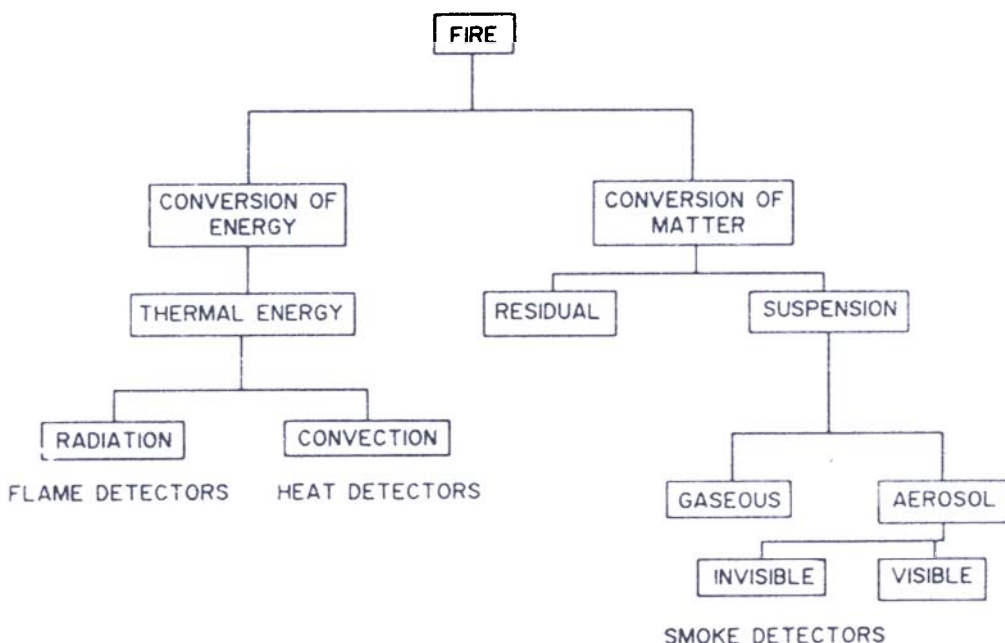 FIRE
CONVERSION OF
ENERGY
CONVERSION OF
MATTER
THERMAL ENERGY
RESIDUAL
SUSPENSION
RADIATION
CONVECTION
FLAME DETECTORS
HEAT DETECTORS
GASEOUS
AEROSOL
INVISIBLE
VISIBLE
SMOKE DETECTORS